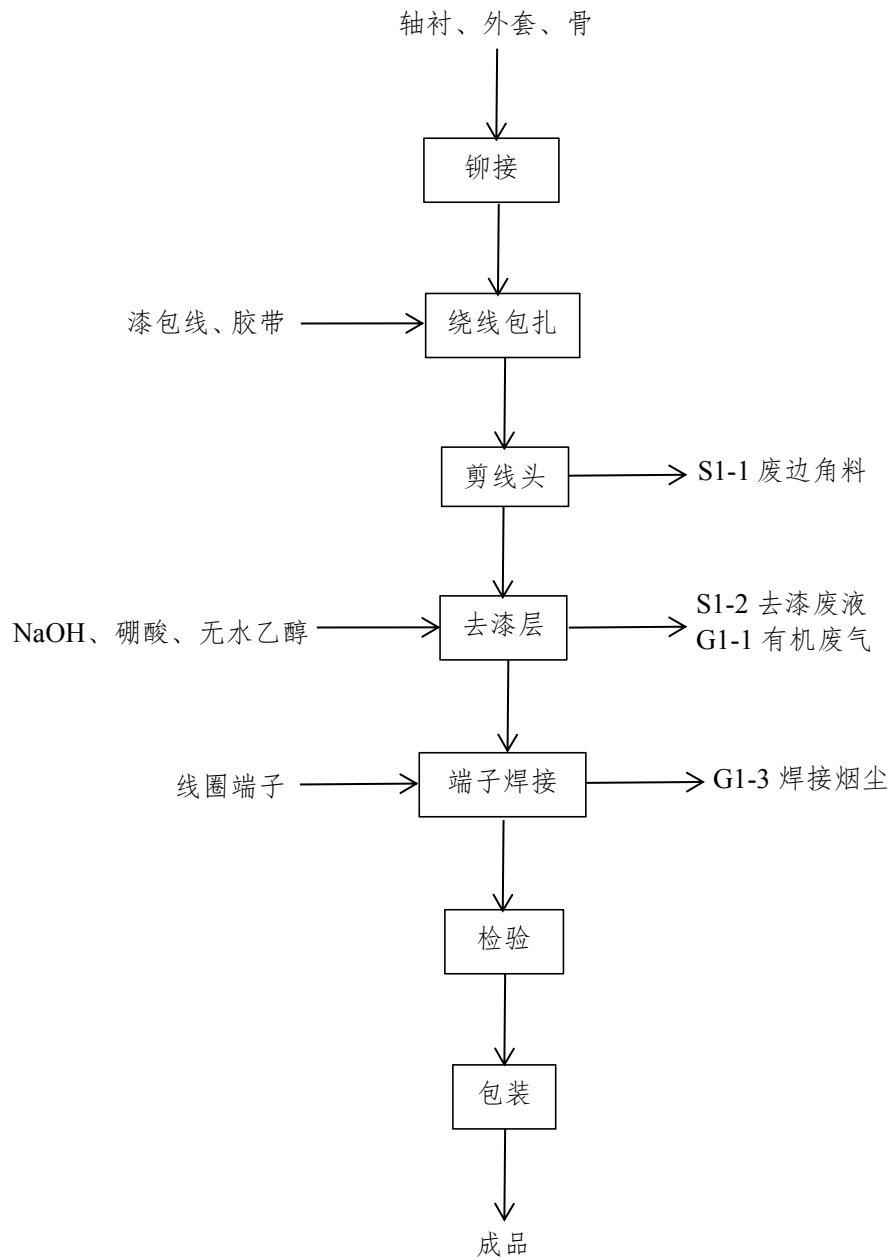 轴衬、外套、骨
铆接
漆包线、胶带
绕线包扎
剪线头
S1-1 废边角料
NaOH、硼酸、无水乙醇
去漆层
S1-2 去漆废液
G1-1 有机废气
线圈端子
端子焊接
G1-3 焊接烟尘
检验
包装
成品